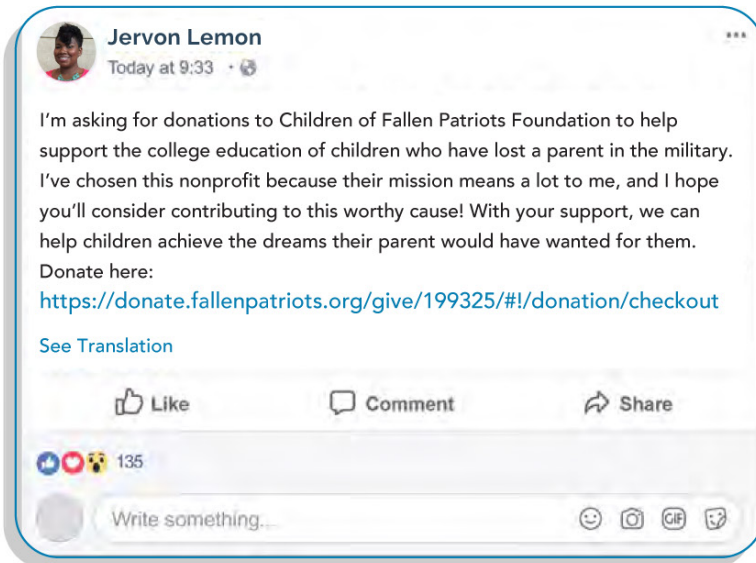 Jervon Lemon
Today at 9:33
I'm asking for donations to Children of Fallen Patriots Foundation to help
support the college education of children who have lost a parent in the military.
I've chosen this nonprofit because their mission means a lot to me, and I hope
you'll consider contributing to this worthy cause! With your support, we can
help children achieve the dreams their parent would have wanted for them.
Donate here:
https://donate.fallenpatriots.org/give/199325/#!/donation/checkout
See Translation
Like Comment Share
135
Write something... GIF